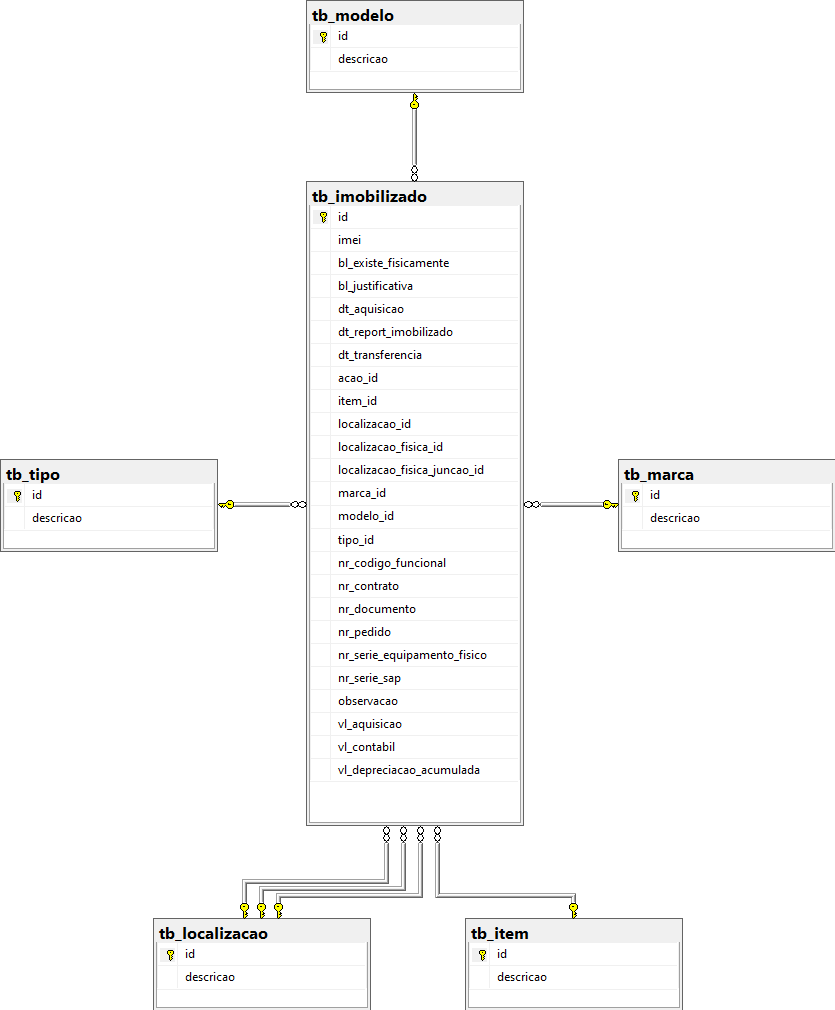 tb_modelo
id
descricao
tb_imobilizado
id
imei
bl_existe_fisicamente
bl_justificativa
dt_aquisicao
dt_report_imobilizado
dt_transferencia
acao_id
item_id
localizacao_id
localizacao_fisica_id
localizacao_fisica_juncao_id
marca_id
modelo_id
tipo_id
nr_codigo_funcional
nr_contrato
nr_documento
nr_pedido
nr_serie_equipamento_fisico
nr_serie_sap
observacao
vl_aquisicao
vl_contabil
vl_depreciacao_acumulada
tb_tipo
id
descricao
tb_marca
id
descricao
tb_localizacao
id
descricao
tb_item
id
descricao